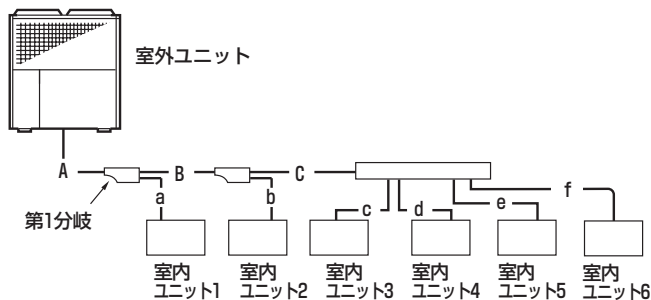 室外ユニット
A
B
C
a
b
c
d
e
f
第1分岐
室内
ユニット1
室内
ユニット2
室内
ユニット3
室内
ユニット4
室内
ユニット5
室内
ユニット6